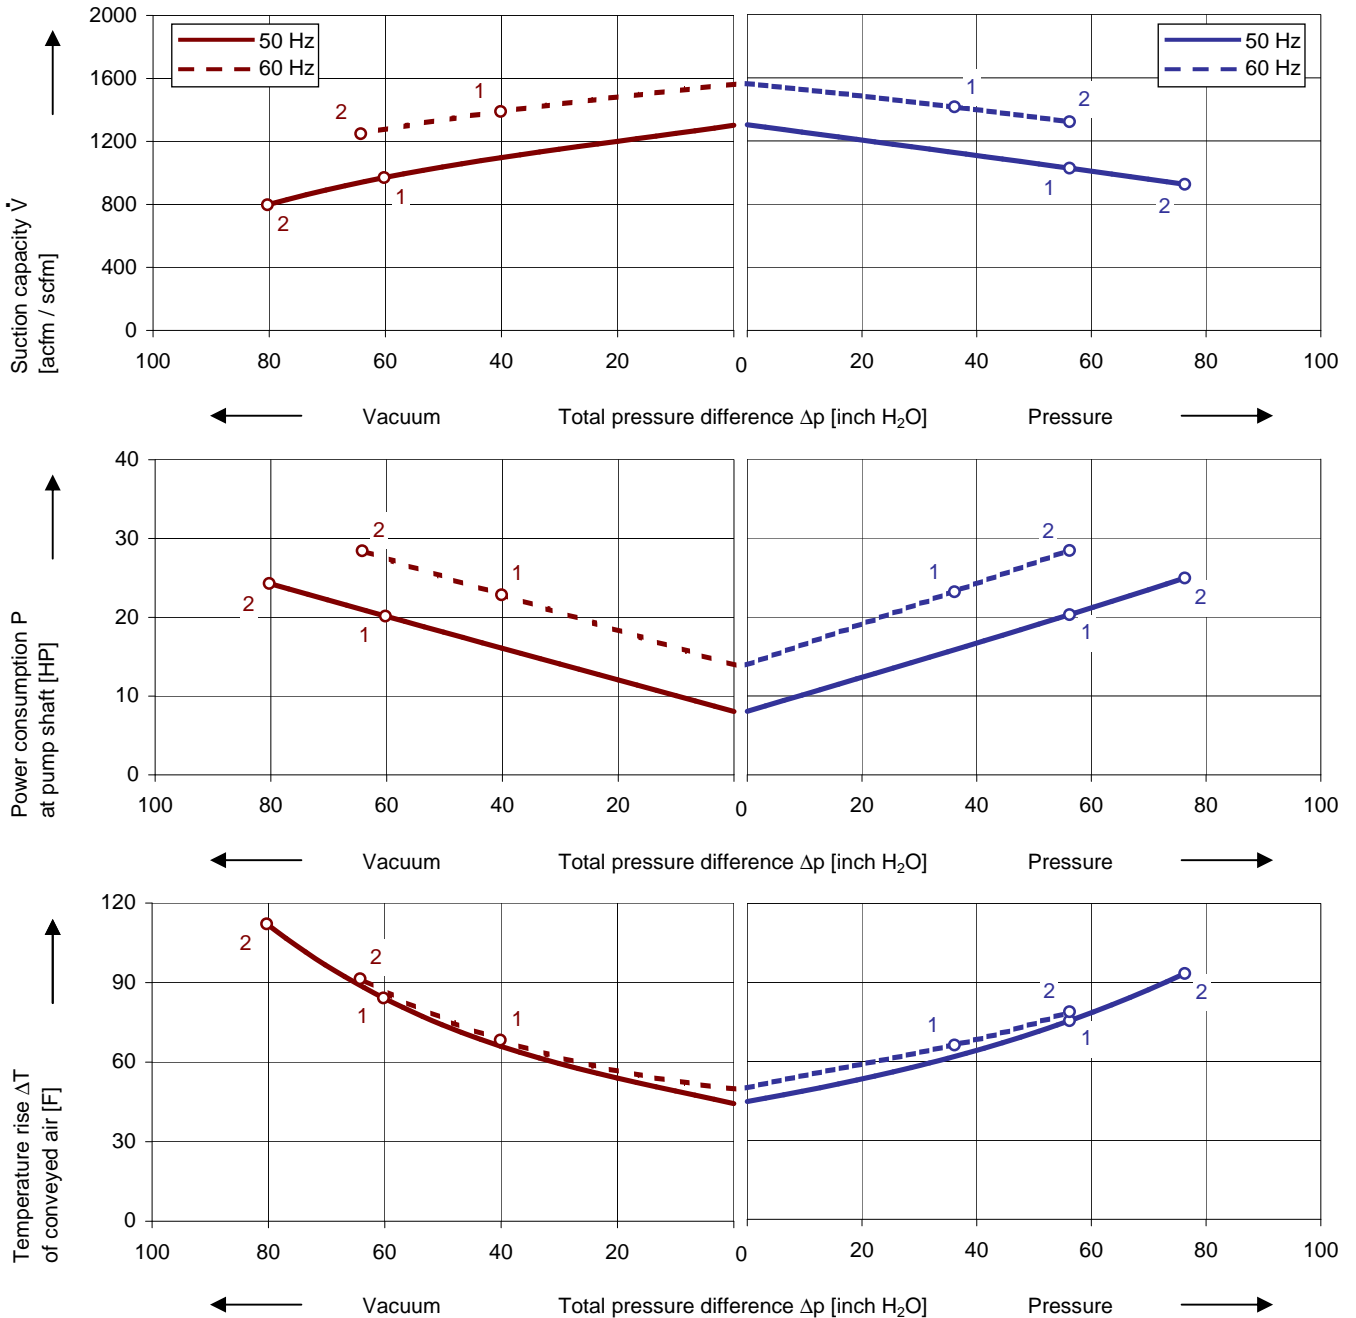 2000
1600
1200
800
400
0
Suction capacity V̇
[acfm / scfm]
50 Hz
60 Hz
50 Hz
60 Hz
2
1
1
2
1
2
1
2
100 80 60 40 20 0 20 40 60 80 100
Vacuum Total pressure difference Δp [inch H₂O] Pressure
40
30
20
10
0
Power consumption P
at pump shaft [HP]
2
1
2
1
2
1
2
1
100 80 60 40 20 0 20 40 60 80 100
Vacuum Total pressure difference Δp [inch H₂O] Pressure
120
90
60
30
0
Temperature rise ΔT
of conveyed air [F]
2
2
1
1
2
1
2
1
100 80 60 40 20 0 20 40 60 80 100
Vacuum Total pressure difference Δp [inch H₂O] Pressure